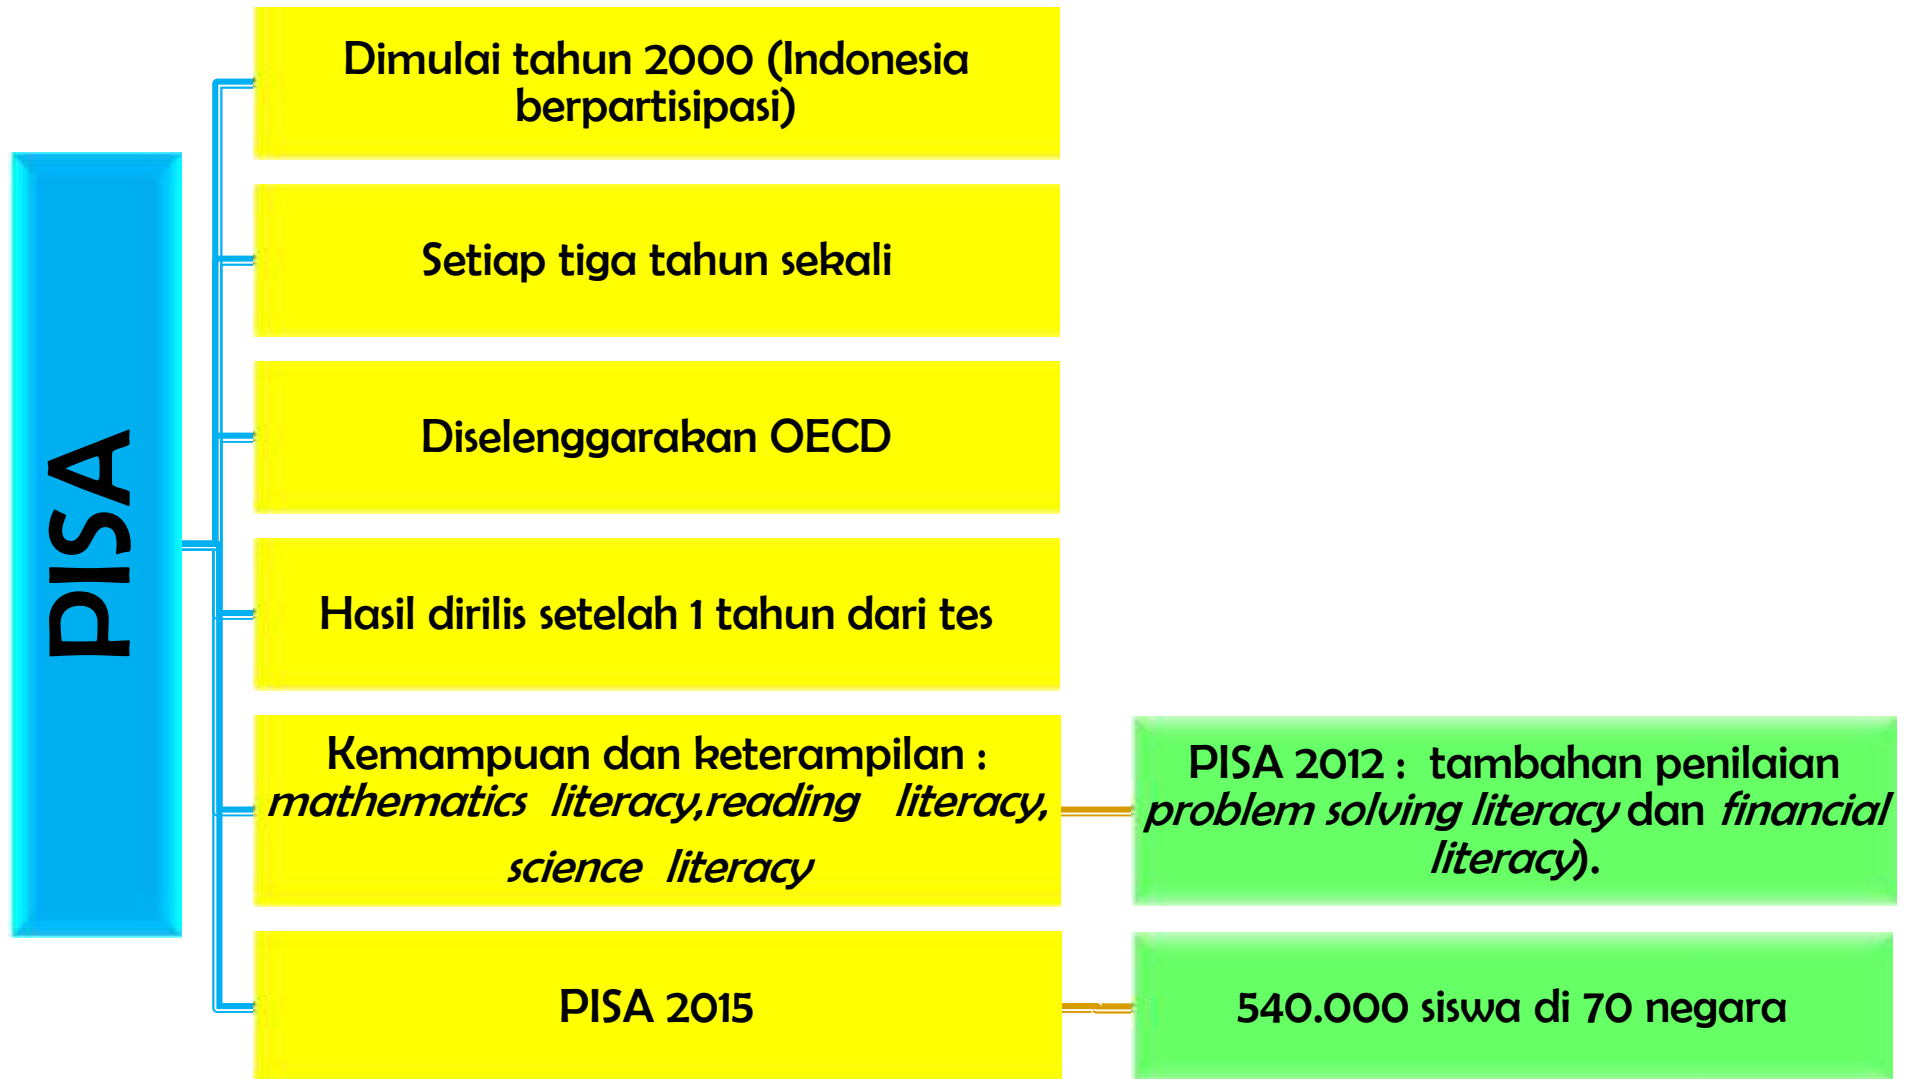 PISA
Dimulai tahun 2000 (Indonesia
berpartisipasi)
Setiap tiga tahun sekali
Diselenggarakan OECD
Hasil dirilis setelah 1 tahun dari tes
Kemampuan dan keterampilan :
mathematics literacy,reading literacy,
science literacy
PISA 2012 : tambahan penilaian
problem solving literacy dan financial
literacy).
PISA 2015
540.000 siswa di 70 negara